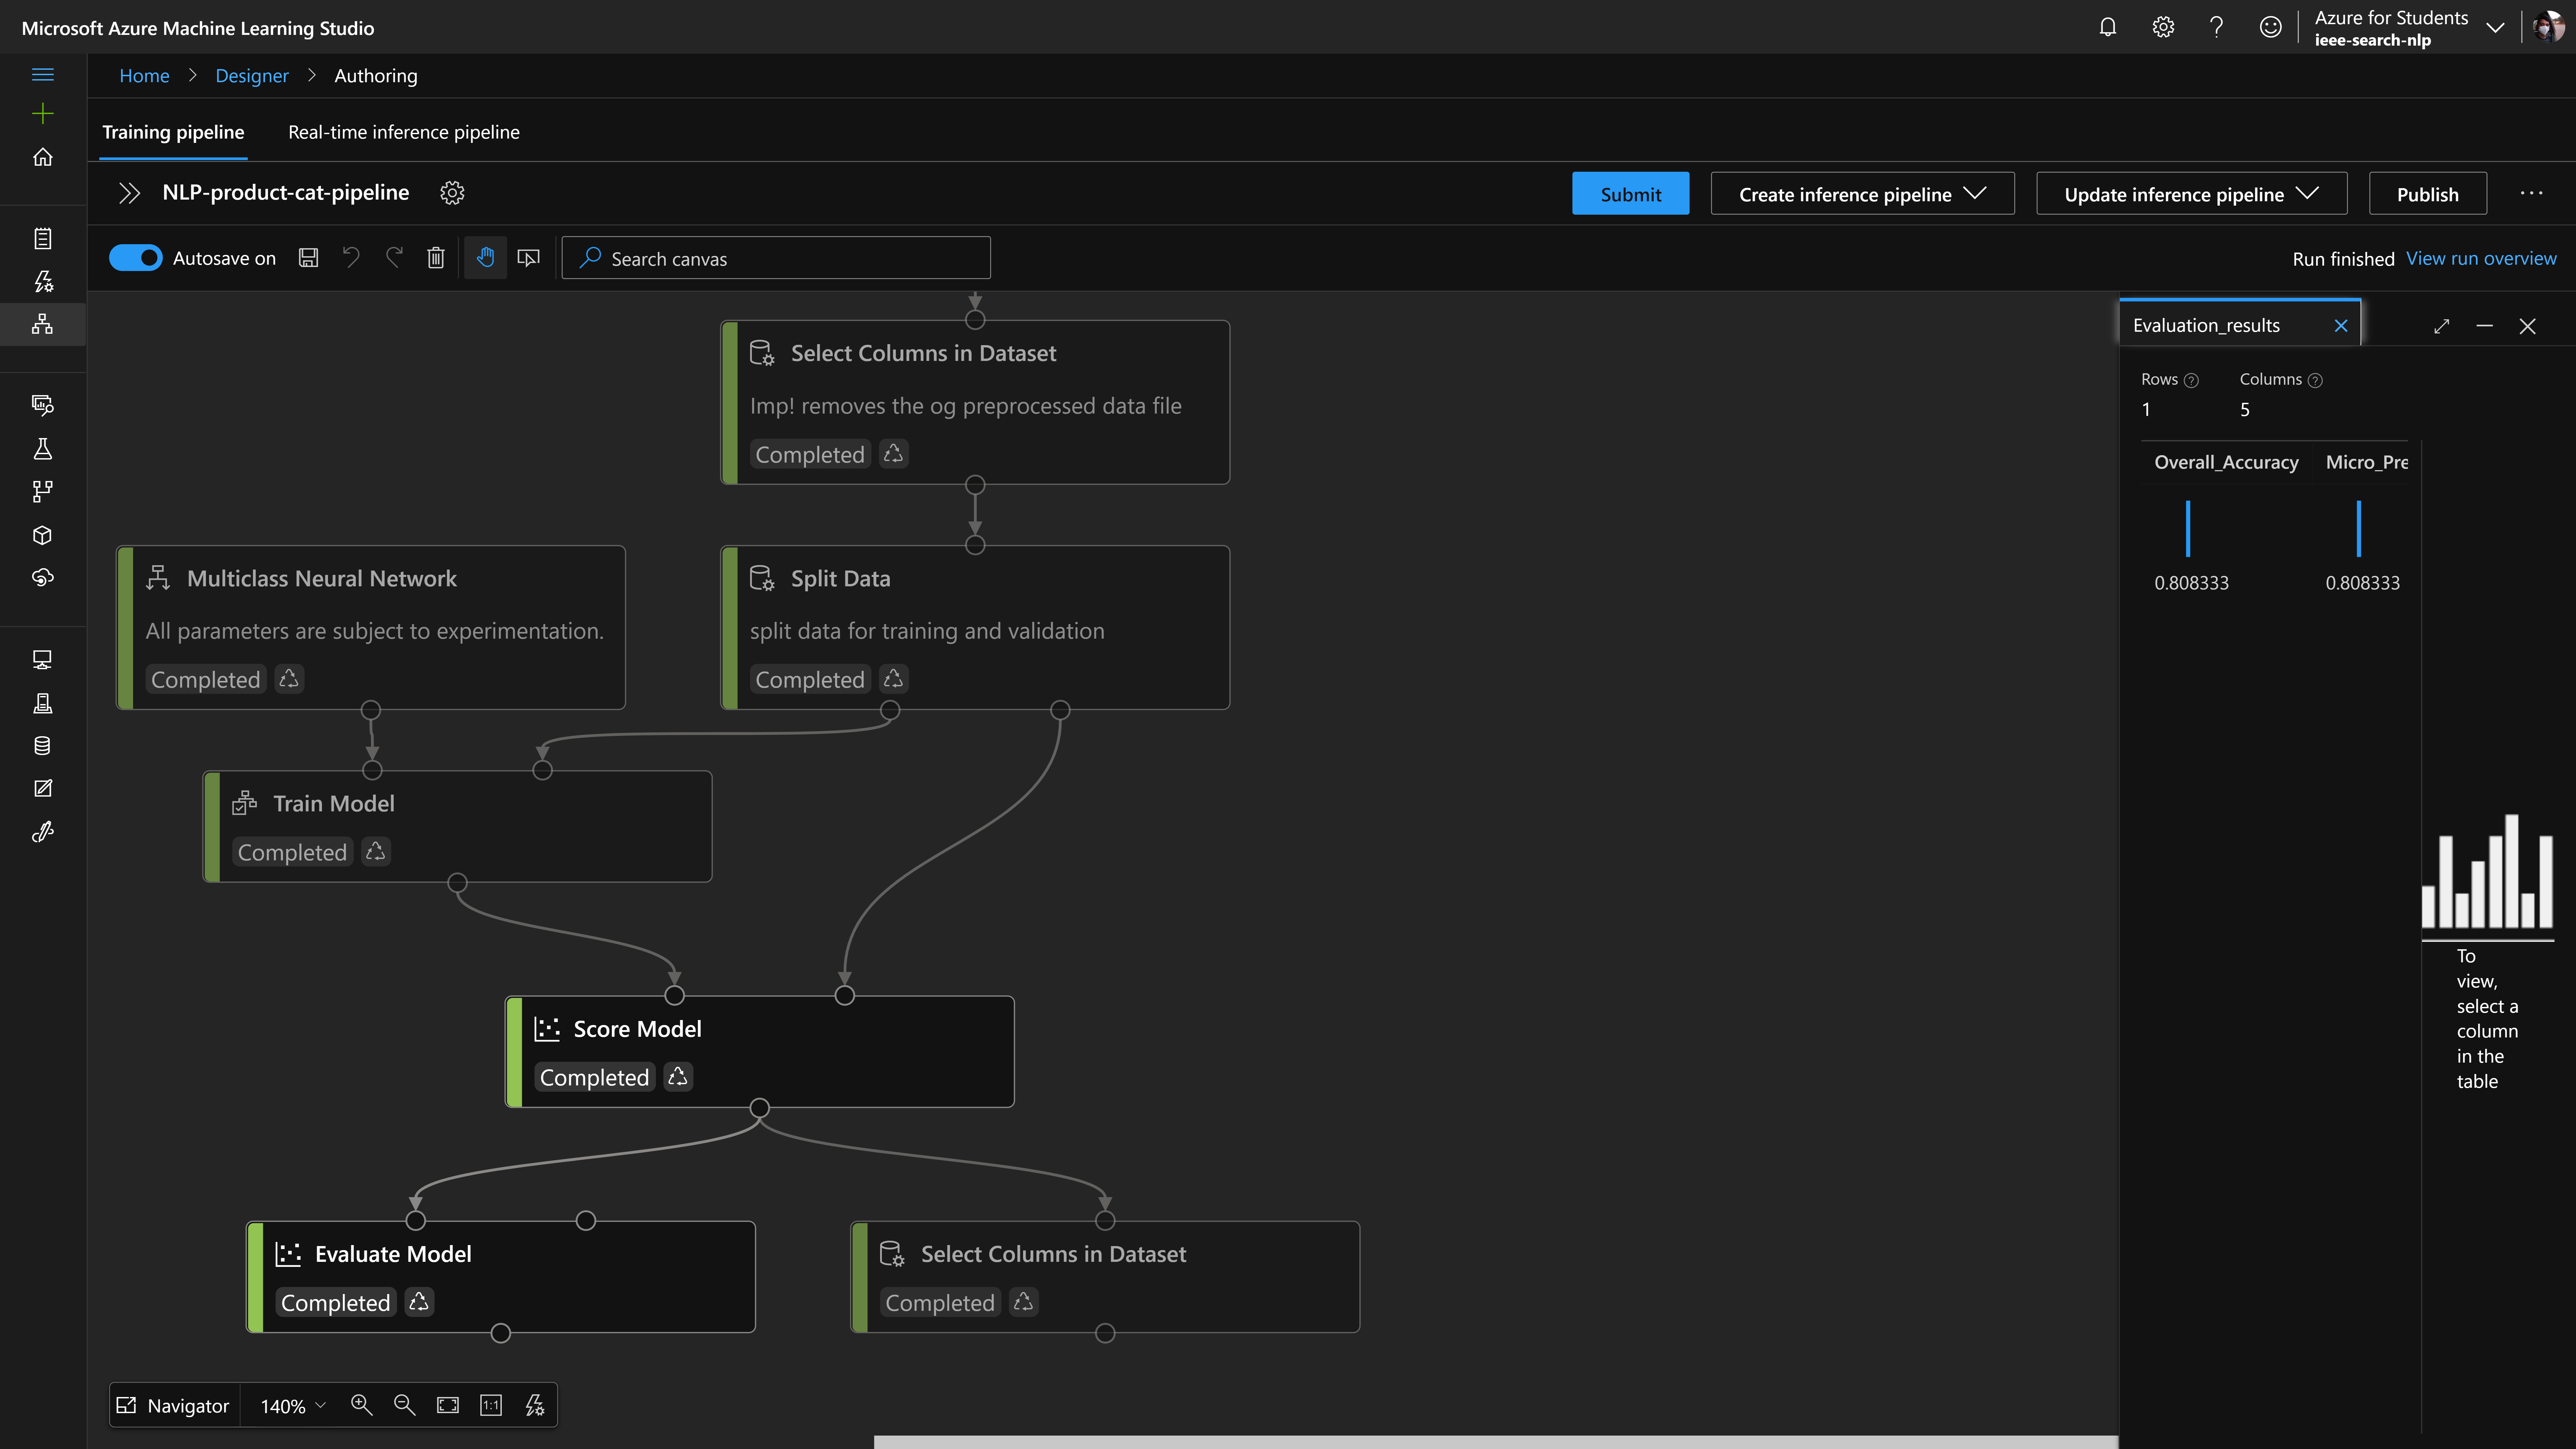 Microsoft Azure Machine Learning Studio
Azure for Students
ieee-search-nlp
Home
Designer
Authoring
Training pipeline
Real-time inference pipeline
NLP-product-cat-pipeline
Submit
Create inference pipeline
Update inference pipeline
Publish
Autosave on
Search canvas
Run finished
View run overview
Select Columns in Dataset
Imp! removes the og preprocessed data file
Completed
Multiclass Neural Network
All parameters are subject to experimentation.
Completed
Split Data
split data for training and validation
Completed
Train Model
Completed
Score Model
Completed
Evaluate Model
Completed
Select Columns in Dataset
Completed
Navigator
140%
1:1
Evaluation_results
Rows
Columns
1
5
Overall_Accuracy
Micro_Pre
0.808333
0.808333
To
view,
select a
column
in the
table